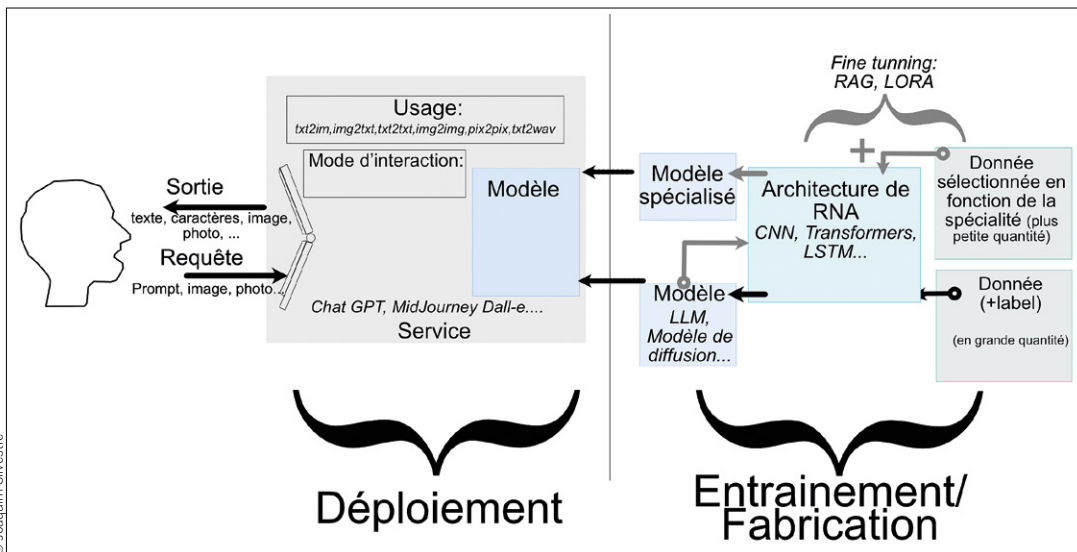 Fine tunning:
RAG, LORA
Usage:
txt2im,img2txt,txt2txt,img2img,pix2pix,txt2wav
Mode d'interaction:
Modèle
Sortie
texte, caractères, image,
photo, ...
Requête
Prompt, image, photo...
Chat GPT, MidJourney Dall-e....
Service
Modèle
spécialisé
+
Architecture de
RNA
CNN, Transformers,
LSTM...
Donnée
sélectionnée en
fonction de la
spécialité (plus
petite quantité)
Modèle
LLM,
Modèle de
diffusion...
Donnée
(+label)
(en grande quantité)
Déploiement
Entrainement/
Fabrication
© Joaquim Silvestre